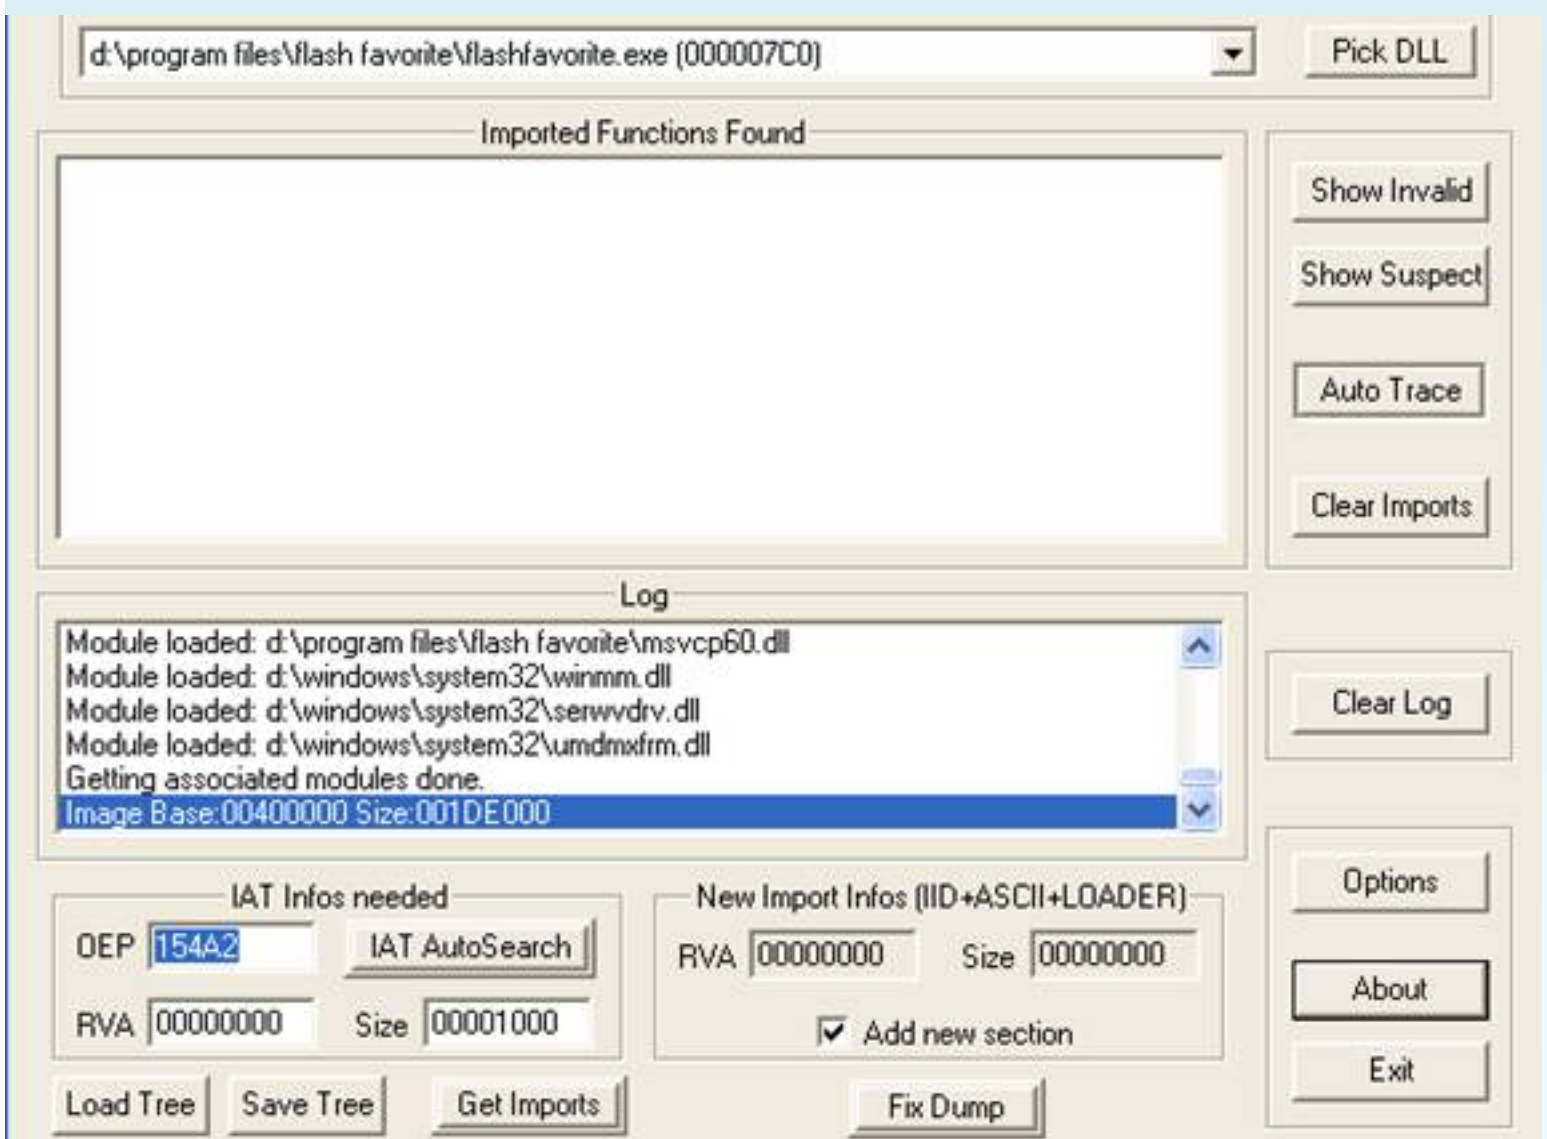 d:\program files\flash favorite\flashfavorite.exe (000007C0)
Pick DLL
Imported Functions Found
Show Invalid
Show Suspect
Auto Trace
Clear Imports
Log
Module loaded: d:\program files\flash favorite\msvcp60.dll
Module loaded: d:\windows\system32\winmm.dll
Module loaded: d:\windows\system32\serwvdrv.dll
Module loaded: d:\windows\system32\umdmxfrm.dll
Getting associated modules done.
Image Base:00400000 Size:001DE000
Clear Log
IAT Infos needed
OEP 154A2 IAT AutoSearch
RVA 00000000 Size 00001000
New Import Infos (IID+ASCII+LOADER)
RVA 00000000 Size 00000000
Add new section
Options
About
Exit
Load Tree Save Tree Get Imports Fix Dump